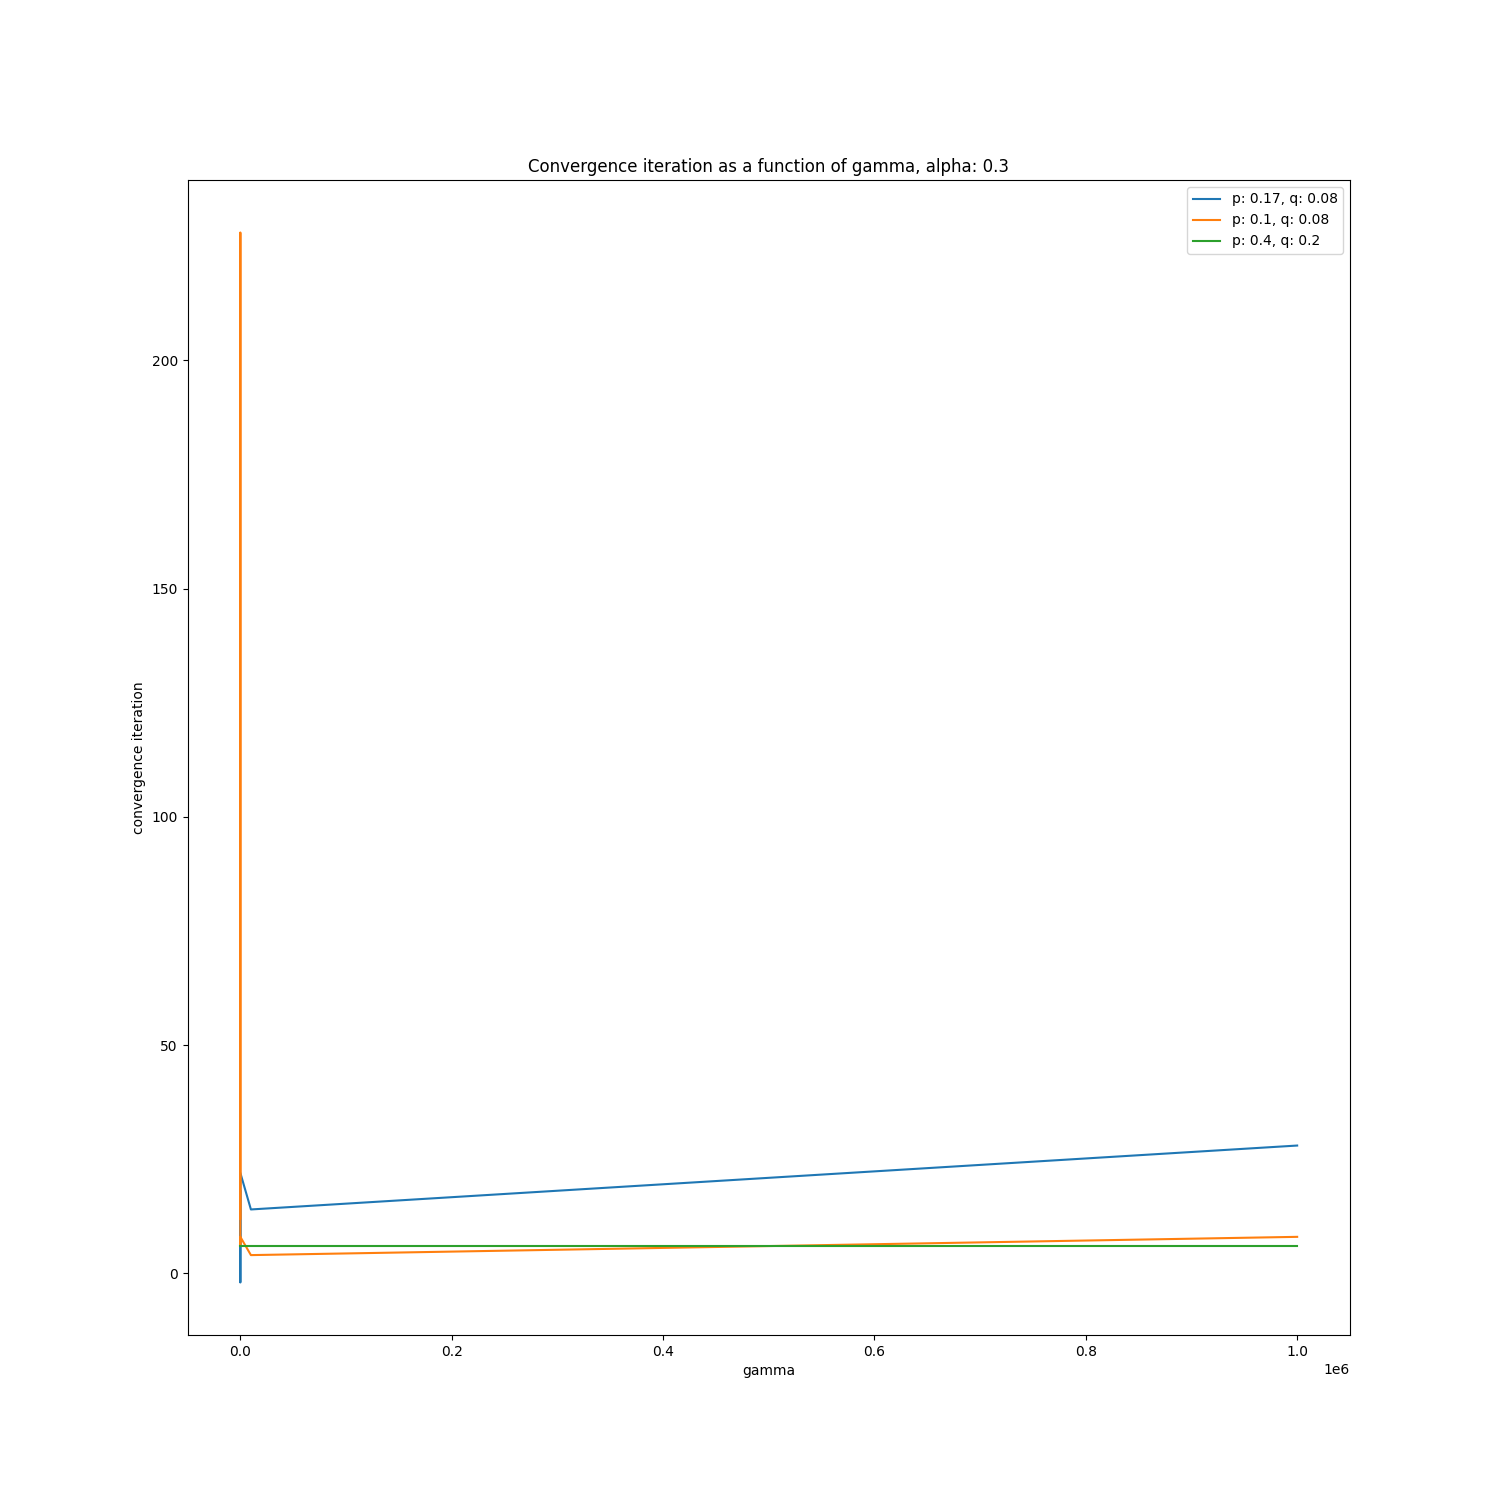 Convergence iteration as a function of gamma, alpha: 0.3
p: 0.17, q: 0.08
p: 0.1, q: 0.08
p: 0.4, q: 0.2
200
150
100
50
0
convergence iteration
0.0 0.2 0.4 0.6 0.8 1.0
1e6
gamma